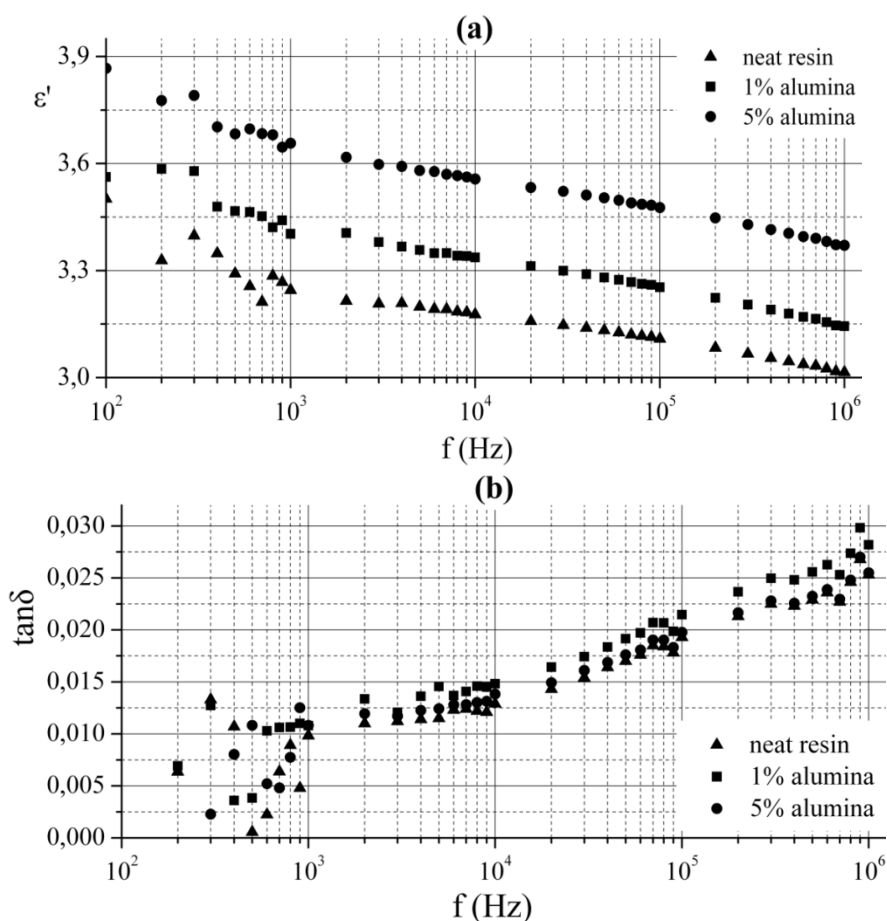 (a)
ε'
3,9
3,6
3,3
3,0
neat resin
1% alumina
5% alumina
10² 10³ 10⁴ 10⁵ 10⁶
f (Hz)
(b)
tanδ
0,030
0,025
0,020
0,015
0,010
0,005
0,000
neat resin
1% alumina
5% alumina
10² 10³ 10⁴ 10⁵ 10⁶
f (Hz)